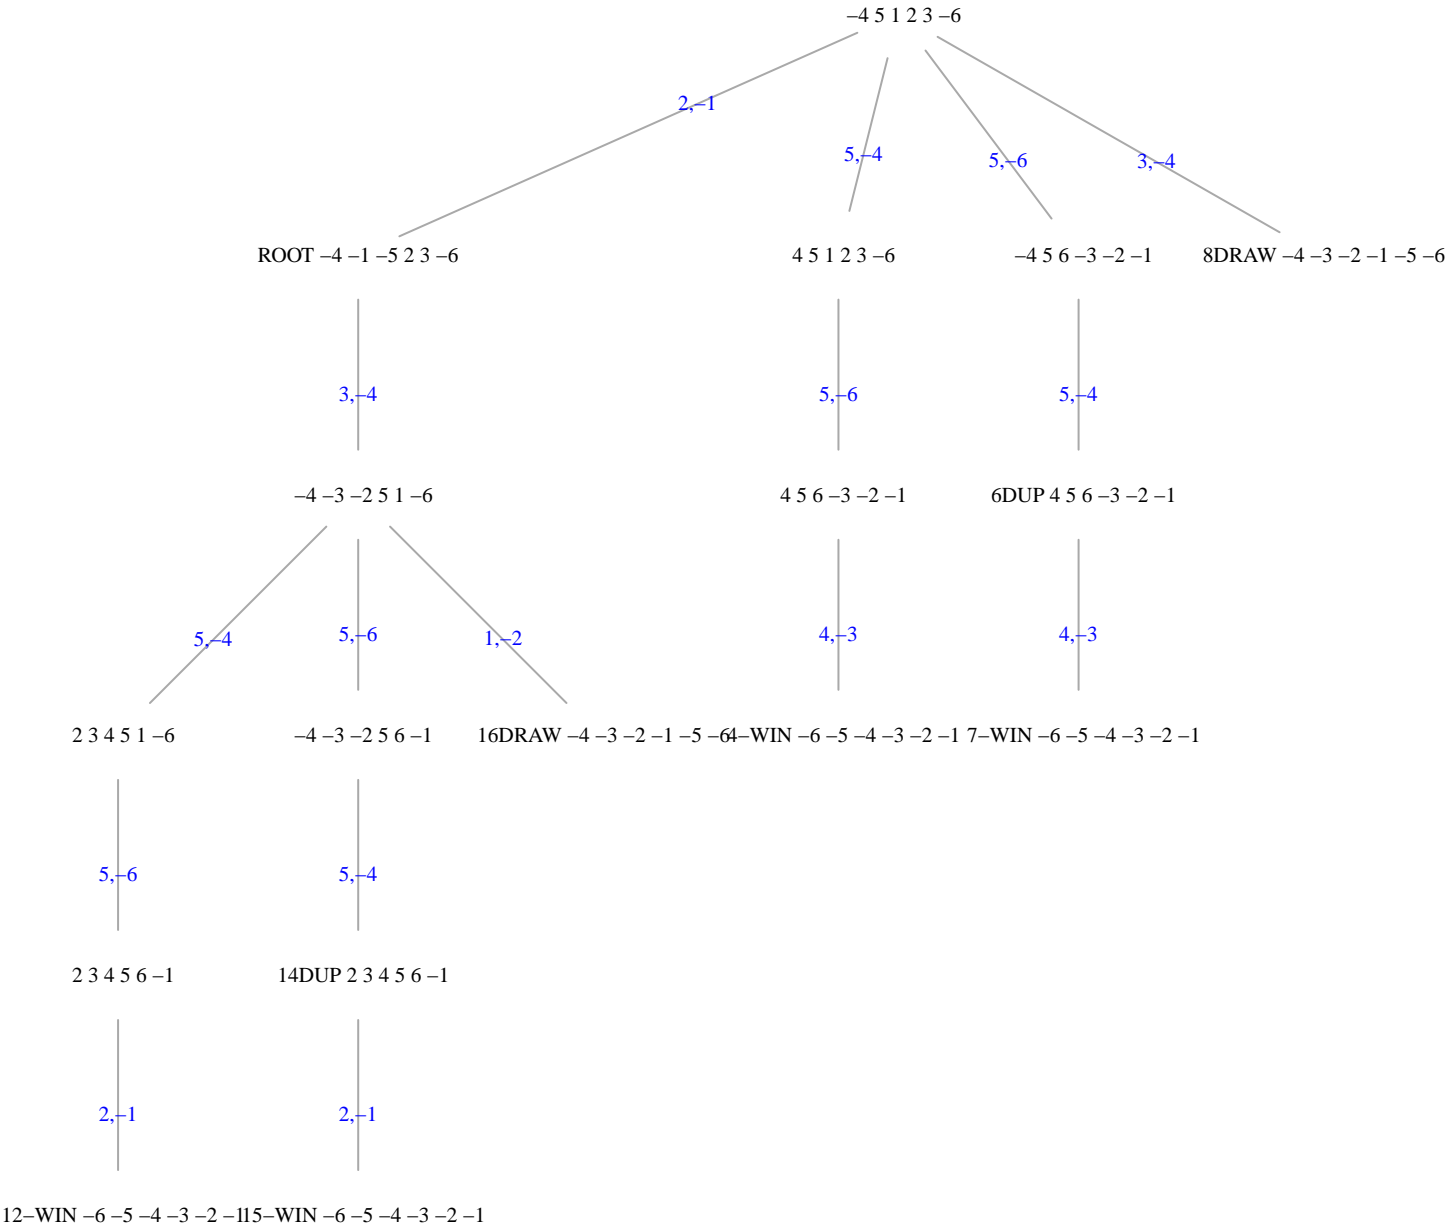 –4 5 1 2 3 –6
2,–1
5,–4
5,–6
3,–4
ROOT –4 –1 –5 2 3 –6
4 5 1 2 3 –6
–4 5 6 –3 –2 –1
8DRAW –4 –3 –2 –1 –5 –6
3,–4
5,–6
5,–4
–4 –3 –2 5 1 –6
4 5 6 –3 –2 –1
6DUP 4 5 6 –3 –2 –1
5,–4
5,–6
1,–2
4,–3
4,–3
2 3 4 5 1 –6
–4 –3 –2 5 6 –1
16DRAW –4 –3 –2 –1 –5 –6
4–WIN –6 –5 –4 –3 –2 –1
7–WIN –6 –5 –4 –3 –2 –1
5,–6
5,–4
2 3 4 5 6 –1
14DUP 2 3 4 5 6 –1
2,–1
2,–1
12–WIN –6 –5 –4 –3 –2 –1
15–WIN –6 –5 –4 –3 –2 –1